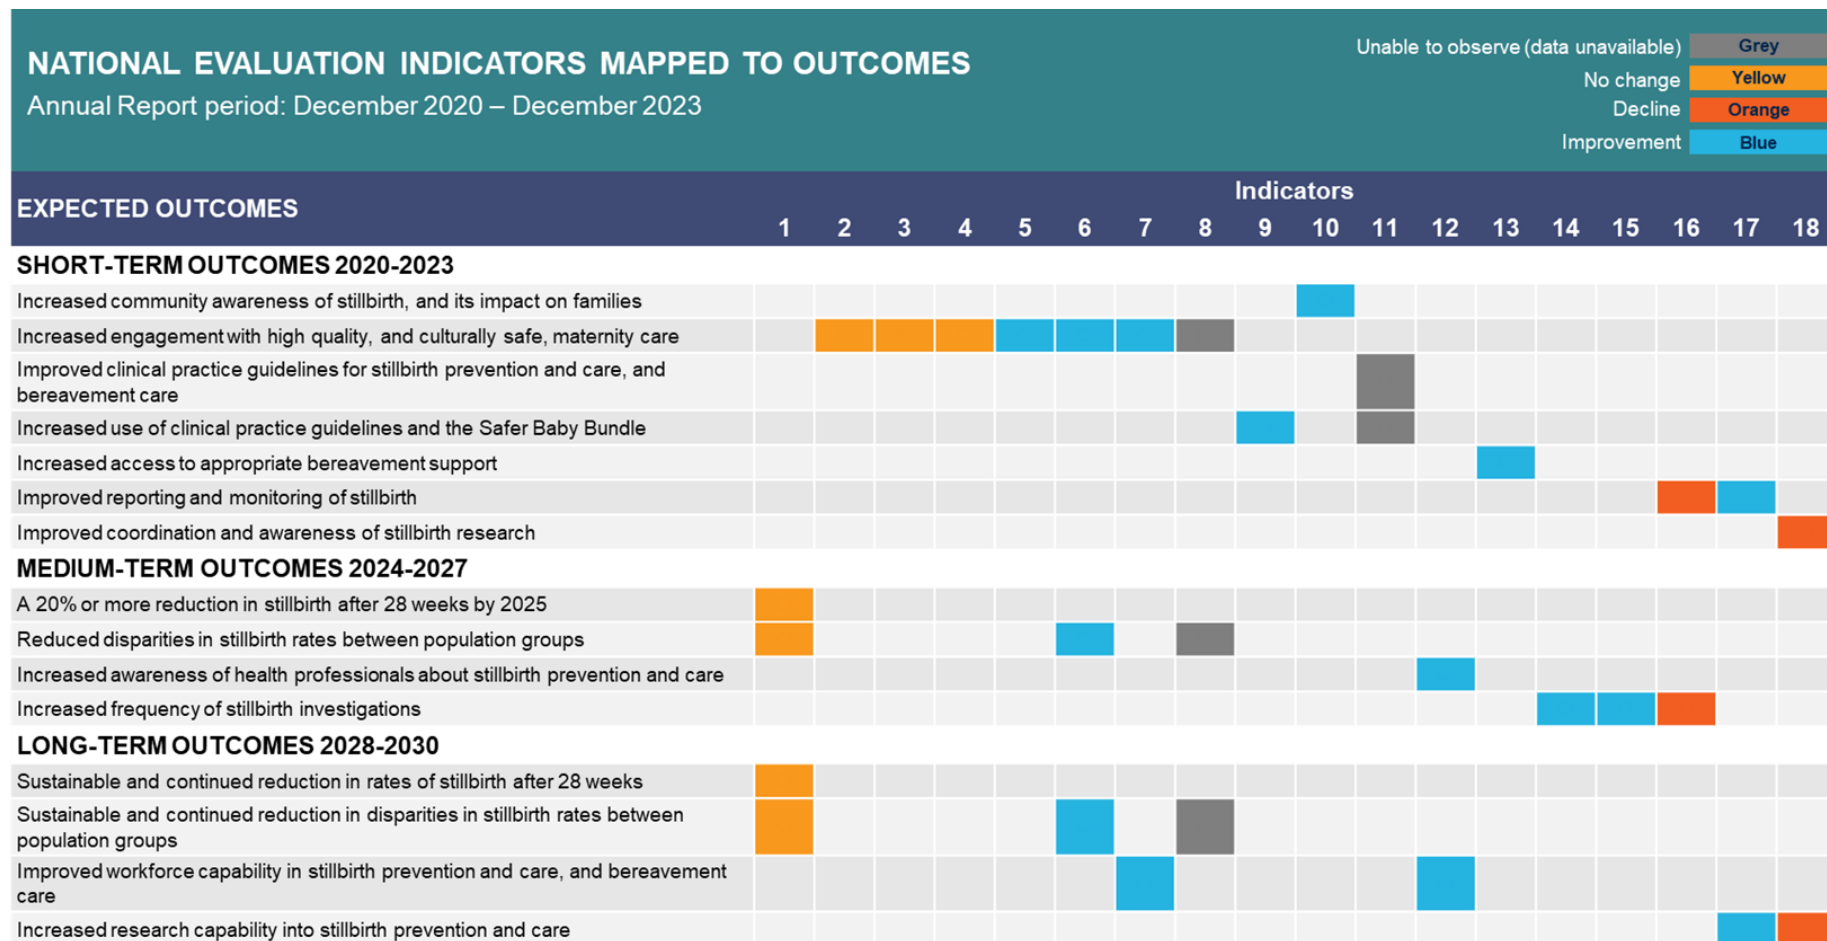 NATIONAL EVALUATION INDICATORS MAPPED TO OUTCOMES
Annual Report period: December 2020 – December 2023
Unable to observe (data unavailable) Grey
No change Yellow
Decline Orange
Improvement Blue
EXPECTED OUTCOMES
Indicators
1 2 3 4 5 6 7 8 9 10 11 12 13 14 15 16 17 18
SHORT-TERM OUTCOMES 2020-2023
Increased community awareness of stillbirth, and its impact on families
Increased engagement with high quality, and culturally safe, maternity care
Improved clinical practice guidelines for stillbirth prevention and care, and
bereavement care
Increased use of clinical practice guidelines and the Safer Baby Bundle
Increased access to appropriate bereavement support
Improved reporting and monitoring of stillbirth
Improved coordination and awareness of stillbirth research
MEDIUM-TERM OUTCOMES 2024-2027
A 20% or more reduction in stillbirth after 28 weeks by 2025
Reduced disparities in stillbirth rates between population groups
Increased awareness of health professionals about stillbirth prevention and care
Increased frequency of stillbirth investigations
LONG-TERM OUTCOMES 2028-2030
Sustainable and continued reduction in rates of stillbirth after 28 weeks
Sustainable and continued reduction in disparities in stillbirth rates between
population groups
Improved workforce capability in stillbirth prevention and care, and bereavement
care
Increased research capability into stillbirth prevention and care